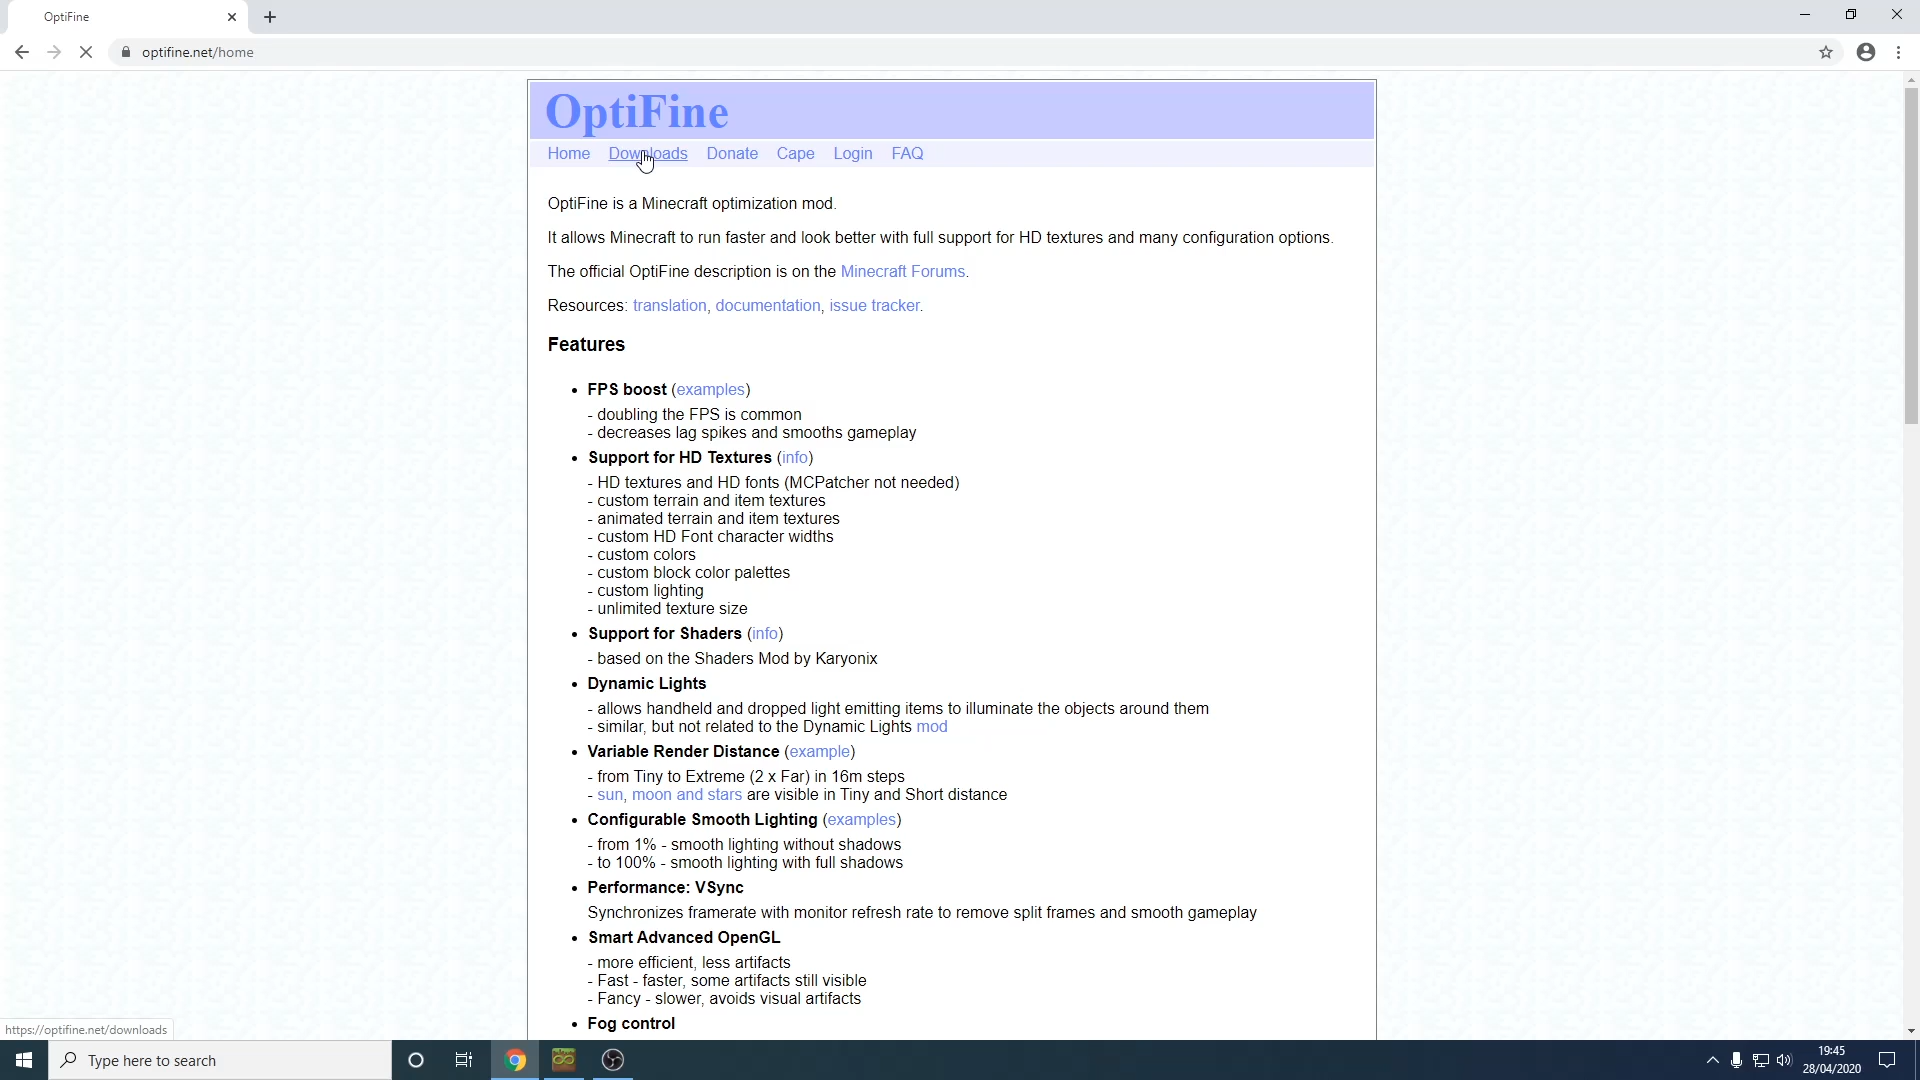 OptiFine
optifine.net/home
OptiFine
Home Downloads Donate Cape Login FAQ
OptiFine is a Minecraft optimization mod.
It allows Minecraft to run faster and look better with full support for HD textures and many configuration options.
The official OptiFine description is on the Minecraft Forums.
Resources: translation, documentation, issue tracker.
Features
• FPS boost (examples)
- doubling the FPS is common
- decreases lag spikes and smooths gameplay
• Support for HD Textures (info)
- HD textures and HD fonts (MCPatcher not needed)
- custom terrain and item textures
- animated terrain and item textures
- custom HD Font character widths
- custom colors
- custom block color palettes
- custom lighting
- unlimited texture size
• Support for Shaders (info)
- based on the Shaders Mod by Karyonix
• Dynamic Lights
- allows handheld and dropped light emitting items to illuminate the objects around them
- similar, but not related to the Dynamic Lights mod
• Variable Render Distance (example)
- from Tiny to Extreme (2 x Far) in 16m steps
- sun, moon and stars are visible in Tiny and Short distance
• Configurable Smooth Lighting (examples)
- from 1% - smooth lighting without shadows
- to 100% - smooth lighting with full shadows
• Performance: VSync
Synchronizes framerate with monitor refresh rate to remove split frames and smooth gameplay
• Smart Advanced OpenGL
- more efficient, less artifacts
- Fast - faster, some artifacts still visible
- Fancy - slower, avoids visual artifacts
• Fog control
https://optifine.net/downloads
Type here to search
19:45
28/04/2020